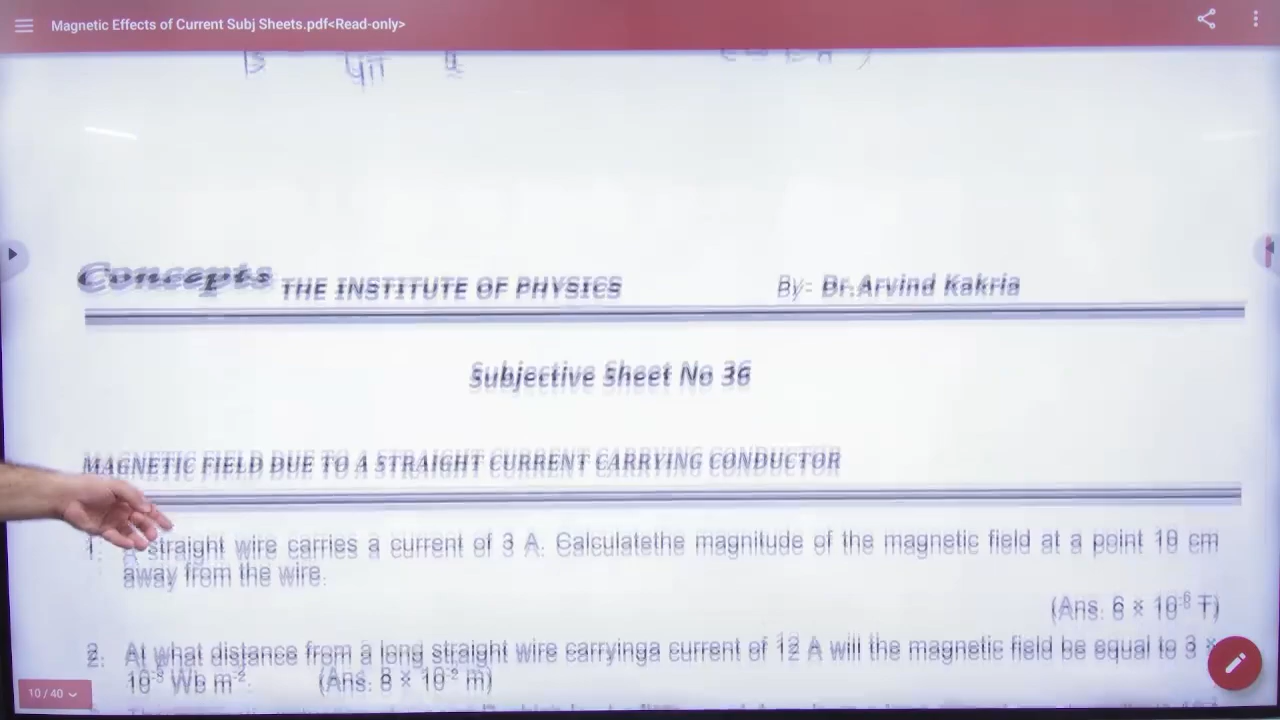 Magnetic Effects of Current Subj Sheets.pdf<Read-only>
Concepts THE INSTITUTE OF PHYSICS By- Dr.Arvind Kakria
Subjective Sheet No 36
MAGNETIC FIELD DUE TO A STRAIGHT CURRENT CARRYING CONDUCTOR
1. A straight wire carries a current of 3 A. Calculatethe magnitude of the magnetic field at a point 10 cm
away from the wire.
(Ans. 6 × 10⁻⁶ T)
2. At what distance from a long straight wire carryinga current of 12 A will the magnetic field be equal to 3 ×
Wb m⁻². (Ans. 8 × 10⁻² m)
10 / 40